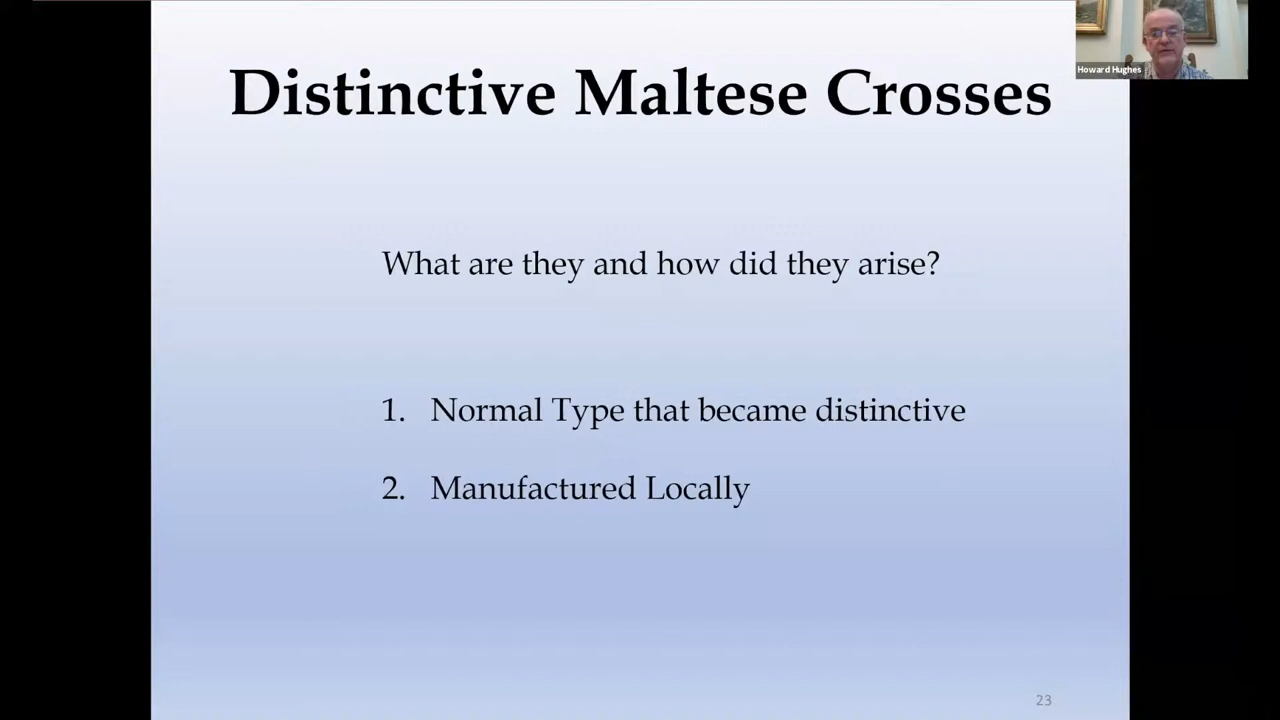 Distinctive Maltese Crosses
Howard Hughes
What are they and how did they arise?
1. Normal Type that became distinctive
2. Manufactured Locally
23